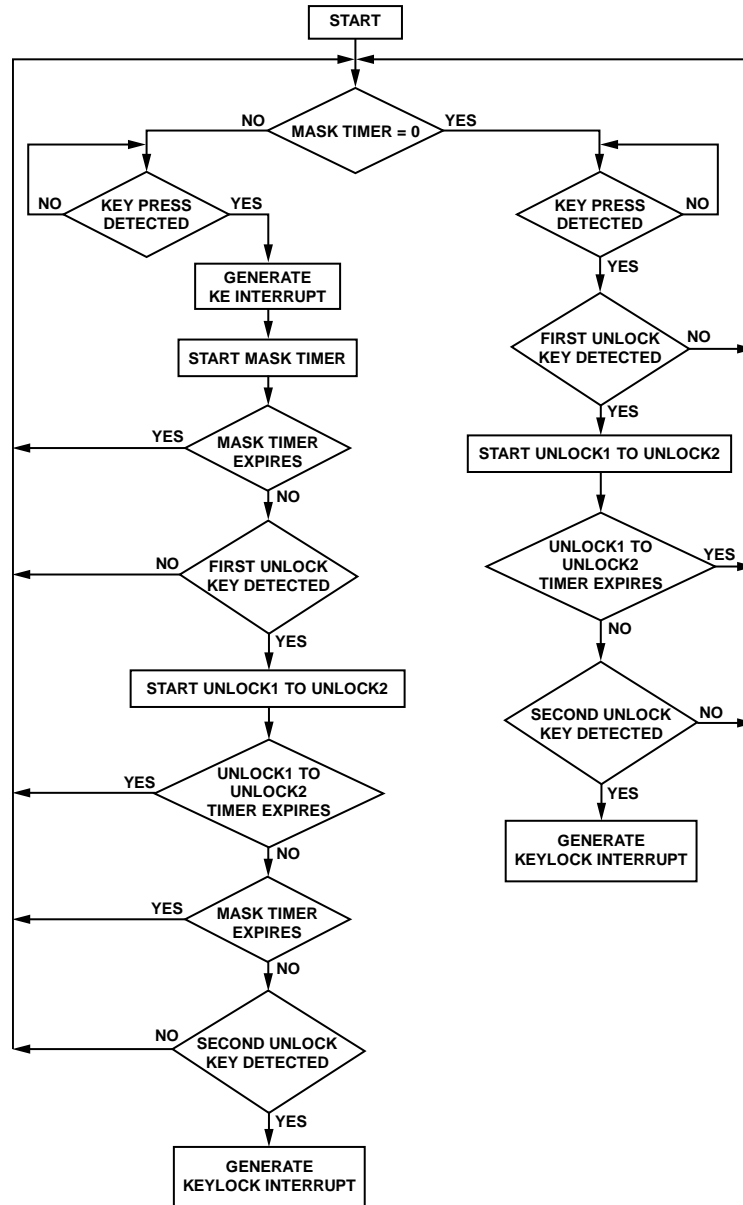 START
MASK TIMER = 0
NO
YES
KEY PRESS
DETECTED
NO
YES
GENERATE
KE INTERRUPT
START MASK TIMER
MASK TIMER
EXPIRES
YES
NO
FIRST UNLOCK
KEY DETECTED
NO
YES
START UNLOCK1 TO UNLOCK2
UNLOCK1 TO
UNLOCK2
TIMER EXPIRES
YES
NO
MASK TIMER
EXPIRES
YES
NO
SECOND UNLOCK
KEY DETECTED
NO
YES
GENERATE
KEYLOCK INTERRUPT
KEY PRESS
DETECTED
NO
YES
FIRST UNLOCK
KEY DETECTED
NO
YES
START UNLOCK1 TO UNLOCK2
UNLOCK1 TO
UNLOCK2
TIMER EXPIRES
YES
NO
SECOND UNLOCK
KEY DETECTED
NO
YES
GENERATE
KEYLOCK INTERRUPT